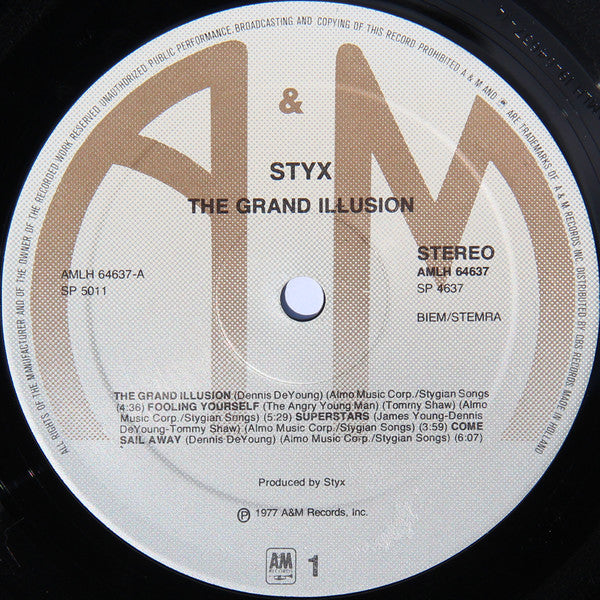 ALL RIGHTS OF THE MANUFACTURER AND OF THE OWNER OF THE RECORDED WORK RESERVED UNAUTHORIZED PUBLIC PERFORMANCE, BROADCASTING AND COPYING OF THIS RECORD PROHIBITED A & M AND ARE TRADEMARKS OF A & M RECORDS INC DISTRIBUTED BY CBS RECORDS. MADE IN HOLLAND
A & M
STYX
THE GRAND ILLUSION
STEREO
AMLH 64637-A
AMLH 64637
SP 5011
SP 4637
BIEM/STEMRA
THE GRAND ILLUSION (Dennis DeYoung) (Almo Music Corp./Stygian Songs
(4:36) FOOLING YOURSELF (The Angry Young Man) (Tommy Shaw) (Almo
Music Corp./Stygian Songs) (5:29) SUPERSTARS (James Young-Dennis
DeYoung-Tommy Shaw) (Almo Music Corp./Stygian Songs) (3:59) COME
SAIL AWAY (Dennis DeYoung) (Almo Music Corp./Stygian Songs) (6:07)
Produced by Styx
Ⓟ 1977 A&M Records, Inc.
A&M
RECORDS
1